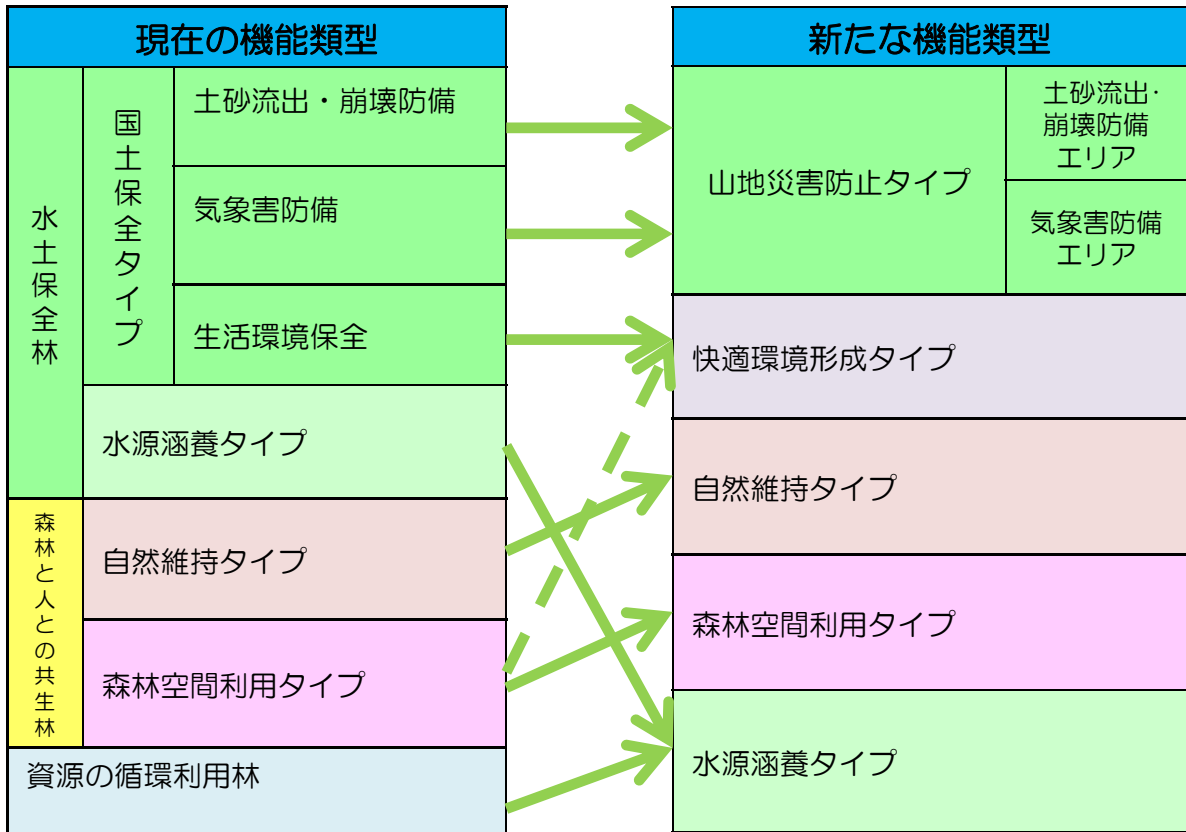 現在の機能類型
水土保全林
国土保全タイプ
土砂流出・崩壊防備
気象害防備
生活環境保全
水源涵養タイプ
森林と人との共生林
自然維持タイプ
森林空間利用タイプ
資源の循環利用林
新たな機能類型
山地災害防止タイプ
土砂流出・
崩壊防備
エリア
気象害防備
エリア
快適環境形成タイプ
自然維持タイプ
森林空間利用タイプ
水源涵養タイプ